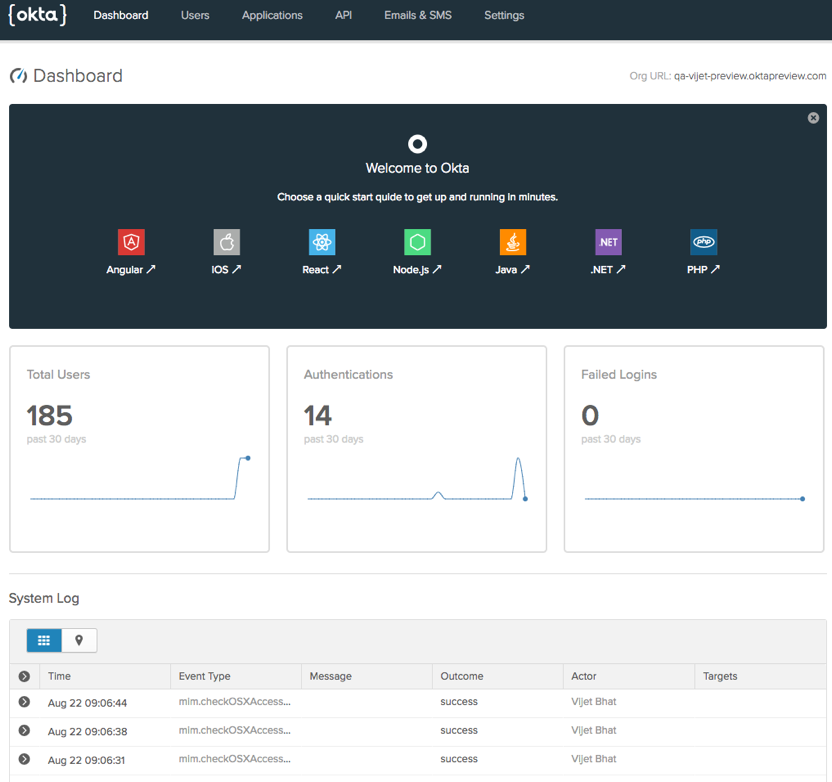 {okta} Dashboard Users Applications API Emails & SMS Settings
Dashboard Org URL: qa-vijet-preview.oktapreview.com
Welcome to Okta
Choose a quick start guide to get up and running in minutes.
.NET php
Angular iOS React Node.js Java .NET PHP
Total Users Authentications Failed Logins
185 14 0
past 30 days past 30 days past 30 days
System Log
Time Event Type Message Outcome Actor Targets
Aug 22 09:06:44 mim.checkOSXAccess... success Vijet Bhat
Aug 22 09:06:38 mim.checkOSXAccess... success Vijet Bhat
Aug 22 09:06:31 mim.checkOSXAccess... success Vijet Bhat